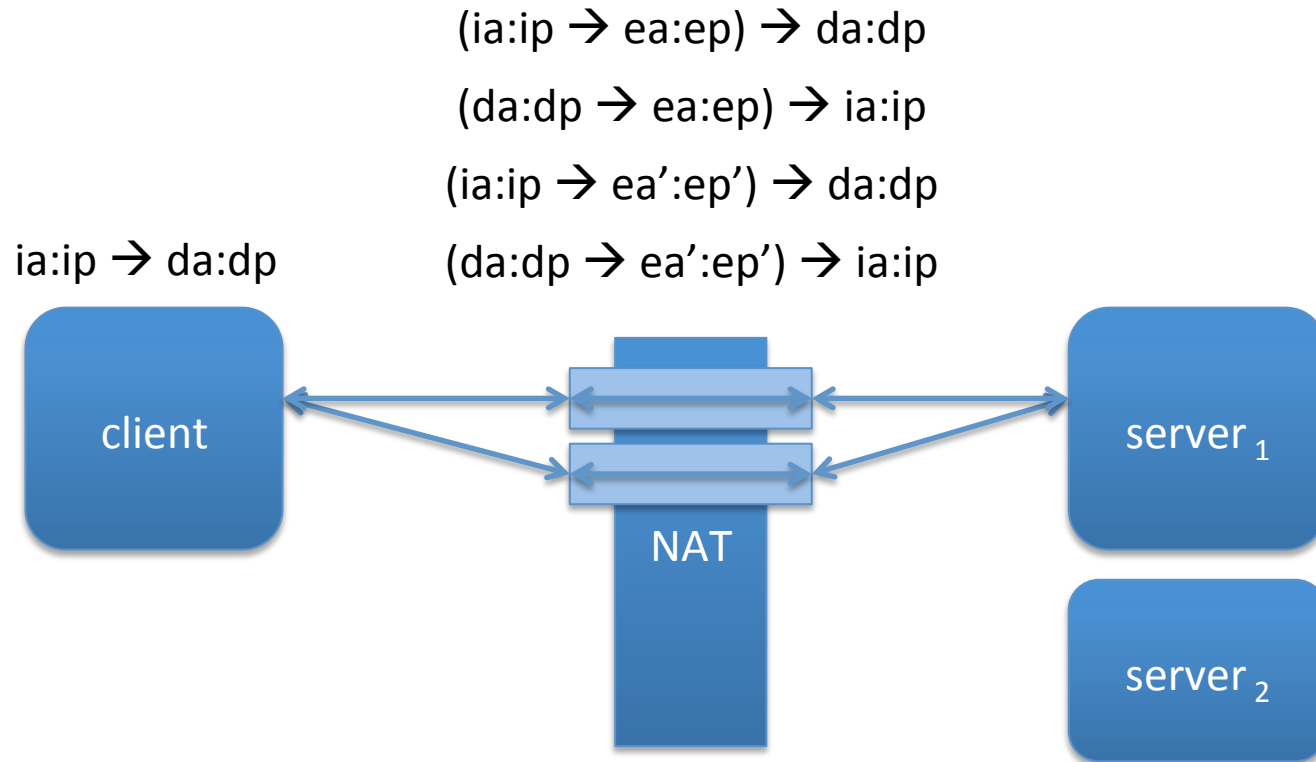 (ia:ip → ea:ep) → da:dp
(da:dp → ea:ep) → ia:ip
(ia:ip → ea’:ep’) → da:dp
(da:dp → ea’:ep’) → ia:ip
ia:ip → da:dp
client
NAT
server 1
server 2